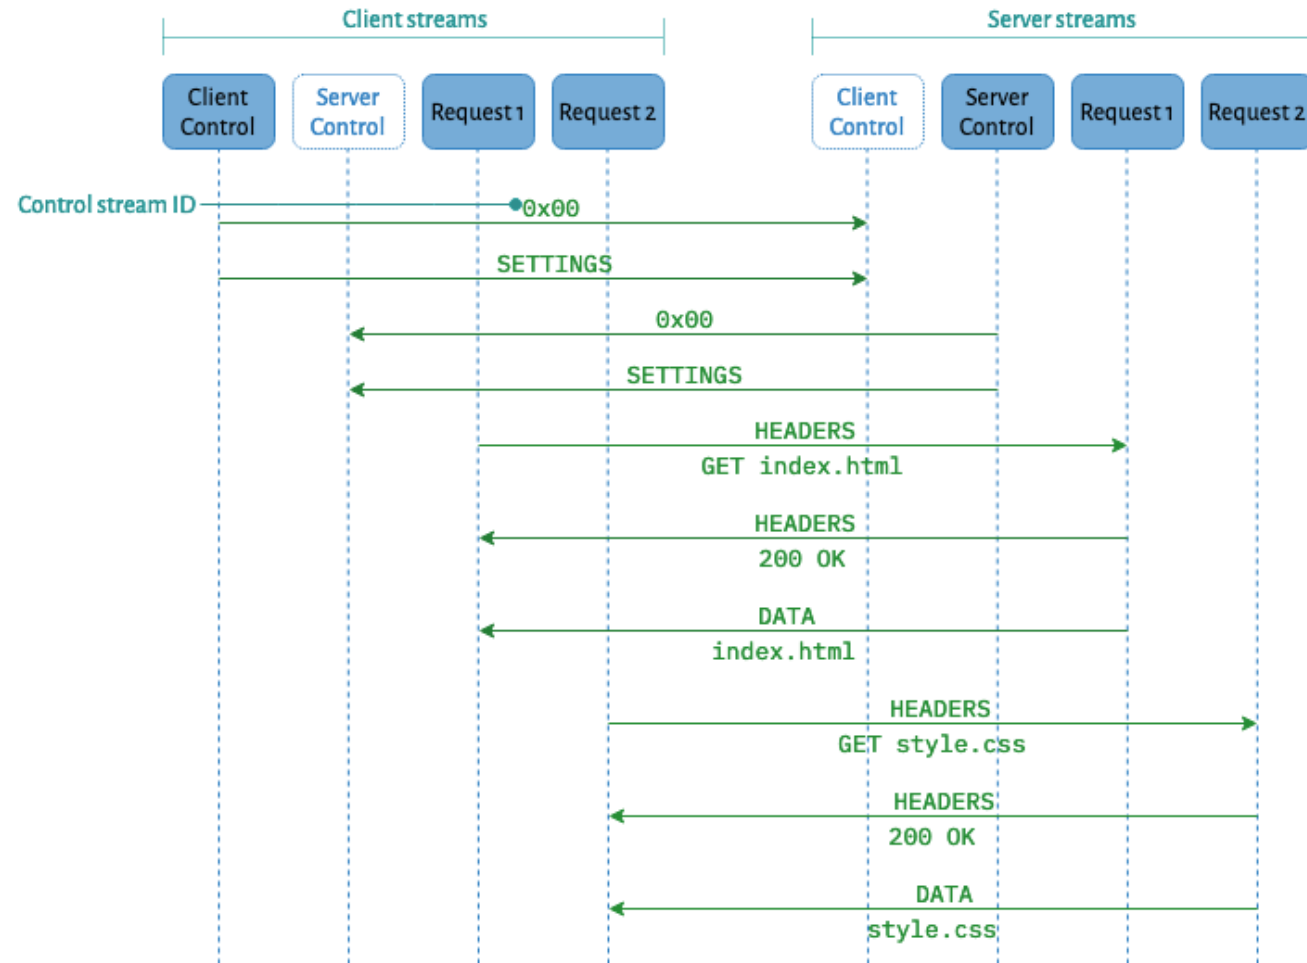 Client streams
Server streams
Client
Control
Server
Control
Request 1
Request 2
Client
Control
Server
Control
Request 1
Request 2
Control stream ID
0x00
SETTINGS
0x00
SETTINGS
HEADERS
GET index.html
HEADERS
200 OK
DATA
index.html
HEADERS
GET style.css
HEADERS
200 OK
DATA
style.css